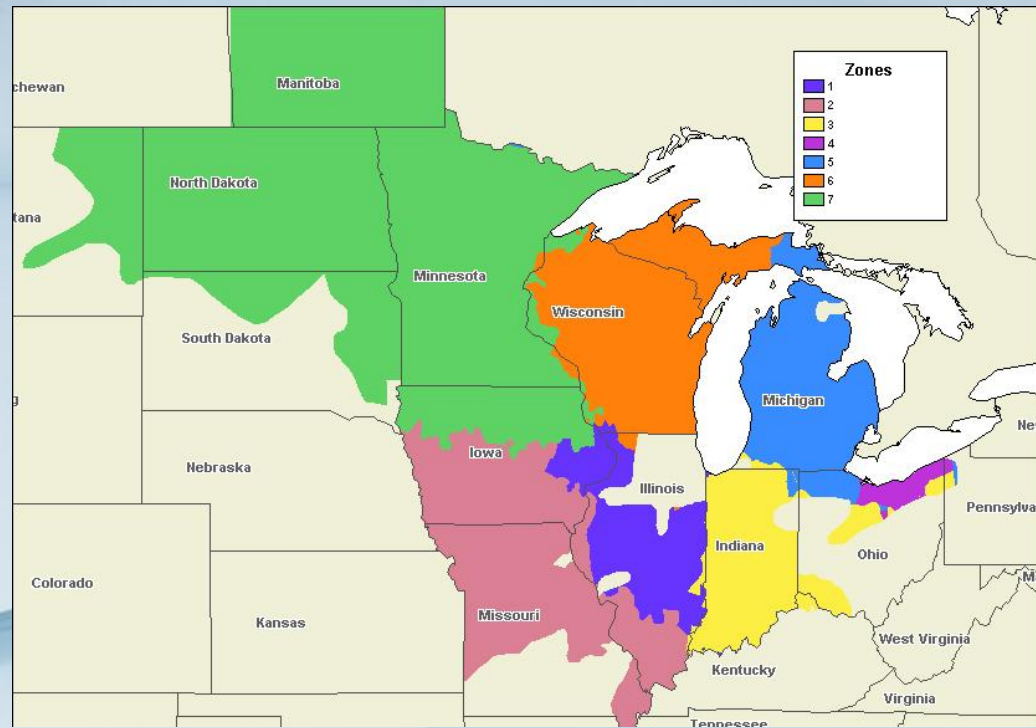 chewan
Manitoba
Zones
1
2
3
4
5
6
7
North Dakota
tana
Minnesota
Wisconsin
South Dakota
Michigan
Ne
g
Iowa
Nebraska
Illinois
Pennsylva
Indiana
Ohio
Colorado
M
Kansas
Missouri
West Virginia
Kentucky
Virginia
Tennessee